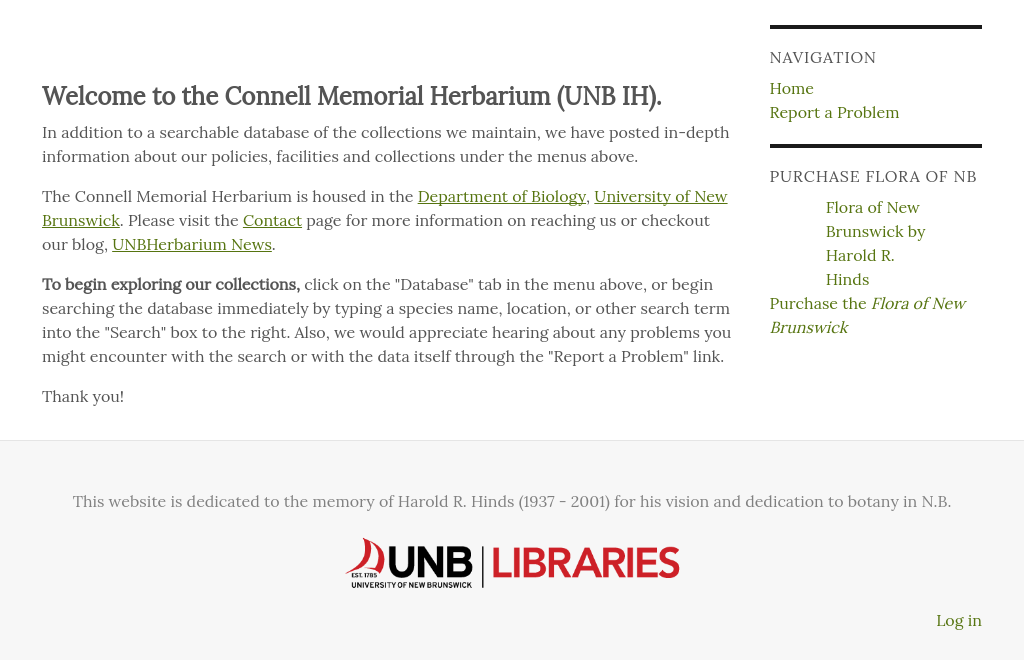 Welcome to the Connell Memorial Herbarium (UNB IH).
In addition to a searchable database of the collections we maintain, we have posted in-depth
information about our policies, facilities and collections under the menus above.
The Connell Memorial Herbarium is housed in the Department of Biology, University of New
Brunswick. Please visit the Contact page for more information on reaching us or checkout
our blog, UNBHerbarium News.
To begin exploring our collections, click on the "Database" tab in the menu above, or begin
searching the database immediately by typing a species name, location, or other search term
into the "Search" box to the right. Also, we would appreciate hearing about any problems you
might encounter with the search or with the data itself through the "Report a Problem" link.
Thank you!
NAVIGATION
Home
Report a Problem
PURCHASE FLORA OF NB
Flora of New
Brunswick by
Harold R.
Hinds
Purchase the Flora of New
Brunswick
This website is dedicated to the memory of Harold R. Hinds (1937 - 2001) for his vision and dedication to botany in N.B.
EST. 1785 UNB LIBRARIES
UNIVERSITY OF NEW BRUNSWICK
Log in